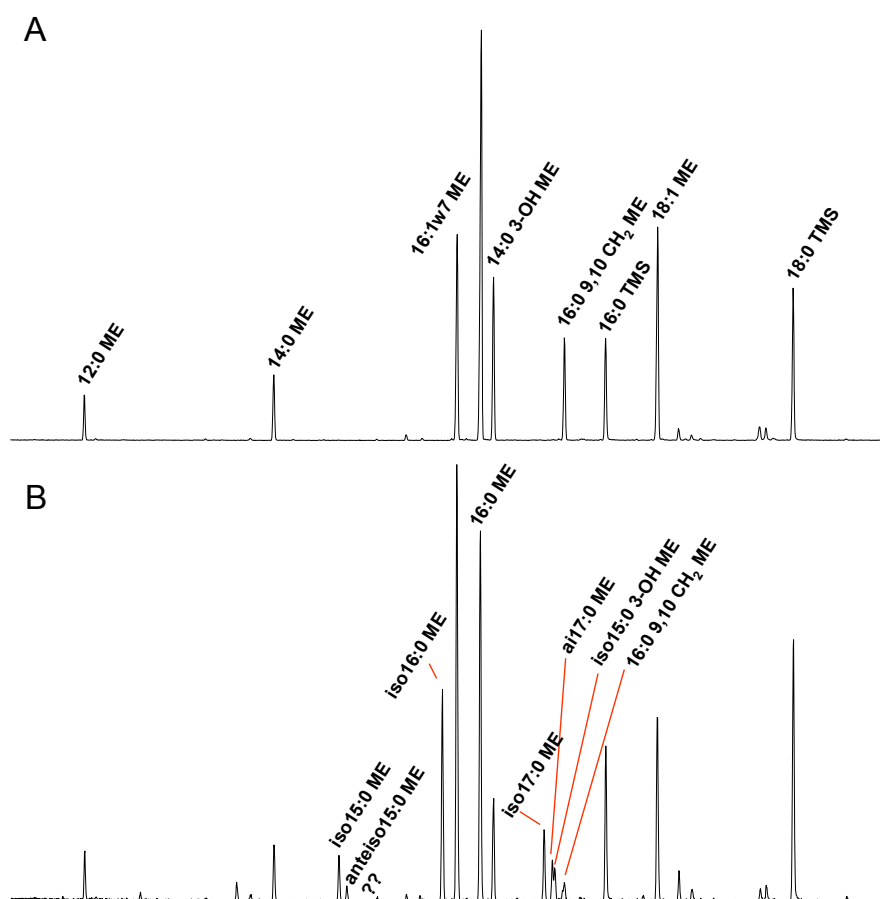 A
12:0 ME
14:0 ME
16:1w7 ME
14:0 3-OH ME
16:0 9,10 CH₂ ME
16:0 TMS
18:1 ME
18:0 TMS
B
iso15:0 ME
anteiso15:0 ME
??
iso16:0 ME
16:0 ME
iso17:0 ME
ai17:0 ME
iso15:0 3-OH ME
16:0 9,10 CH₂ ME